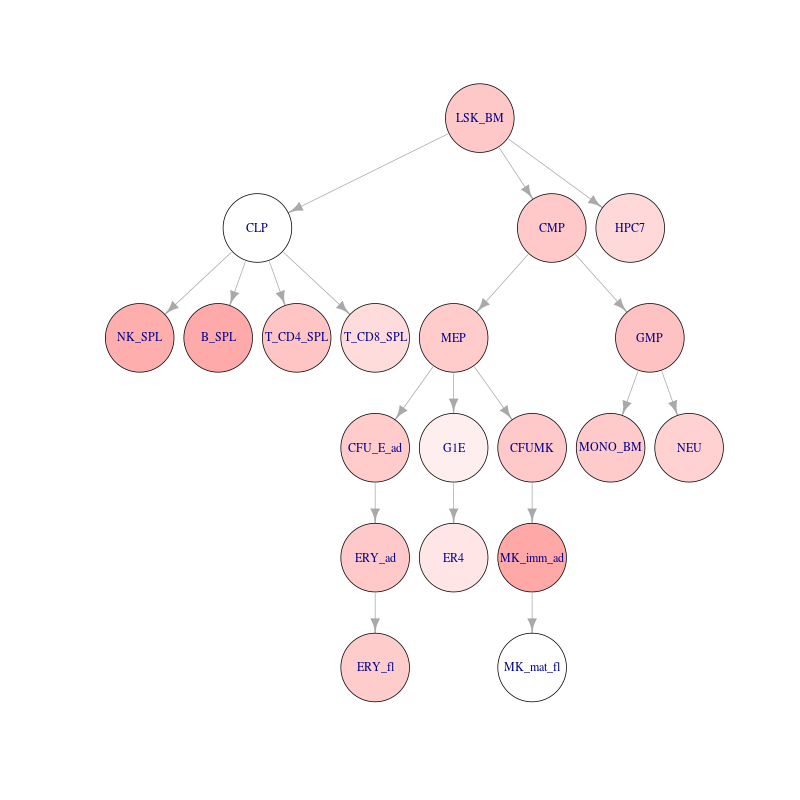 LSK_BM
CLP
CMP
HPC7
NK_SPL
B_SPL
T_CD4_SPL
T_CD8_SPL
MEP
GMP
CFU_E_ad
G1E
CFUMK
MONO_BM
NEU
ERY_ad
ER4
MK_imm_ad
ERY_fl
MK_mat_fl